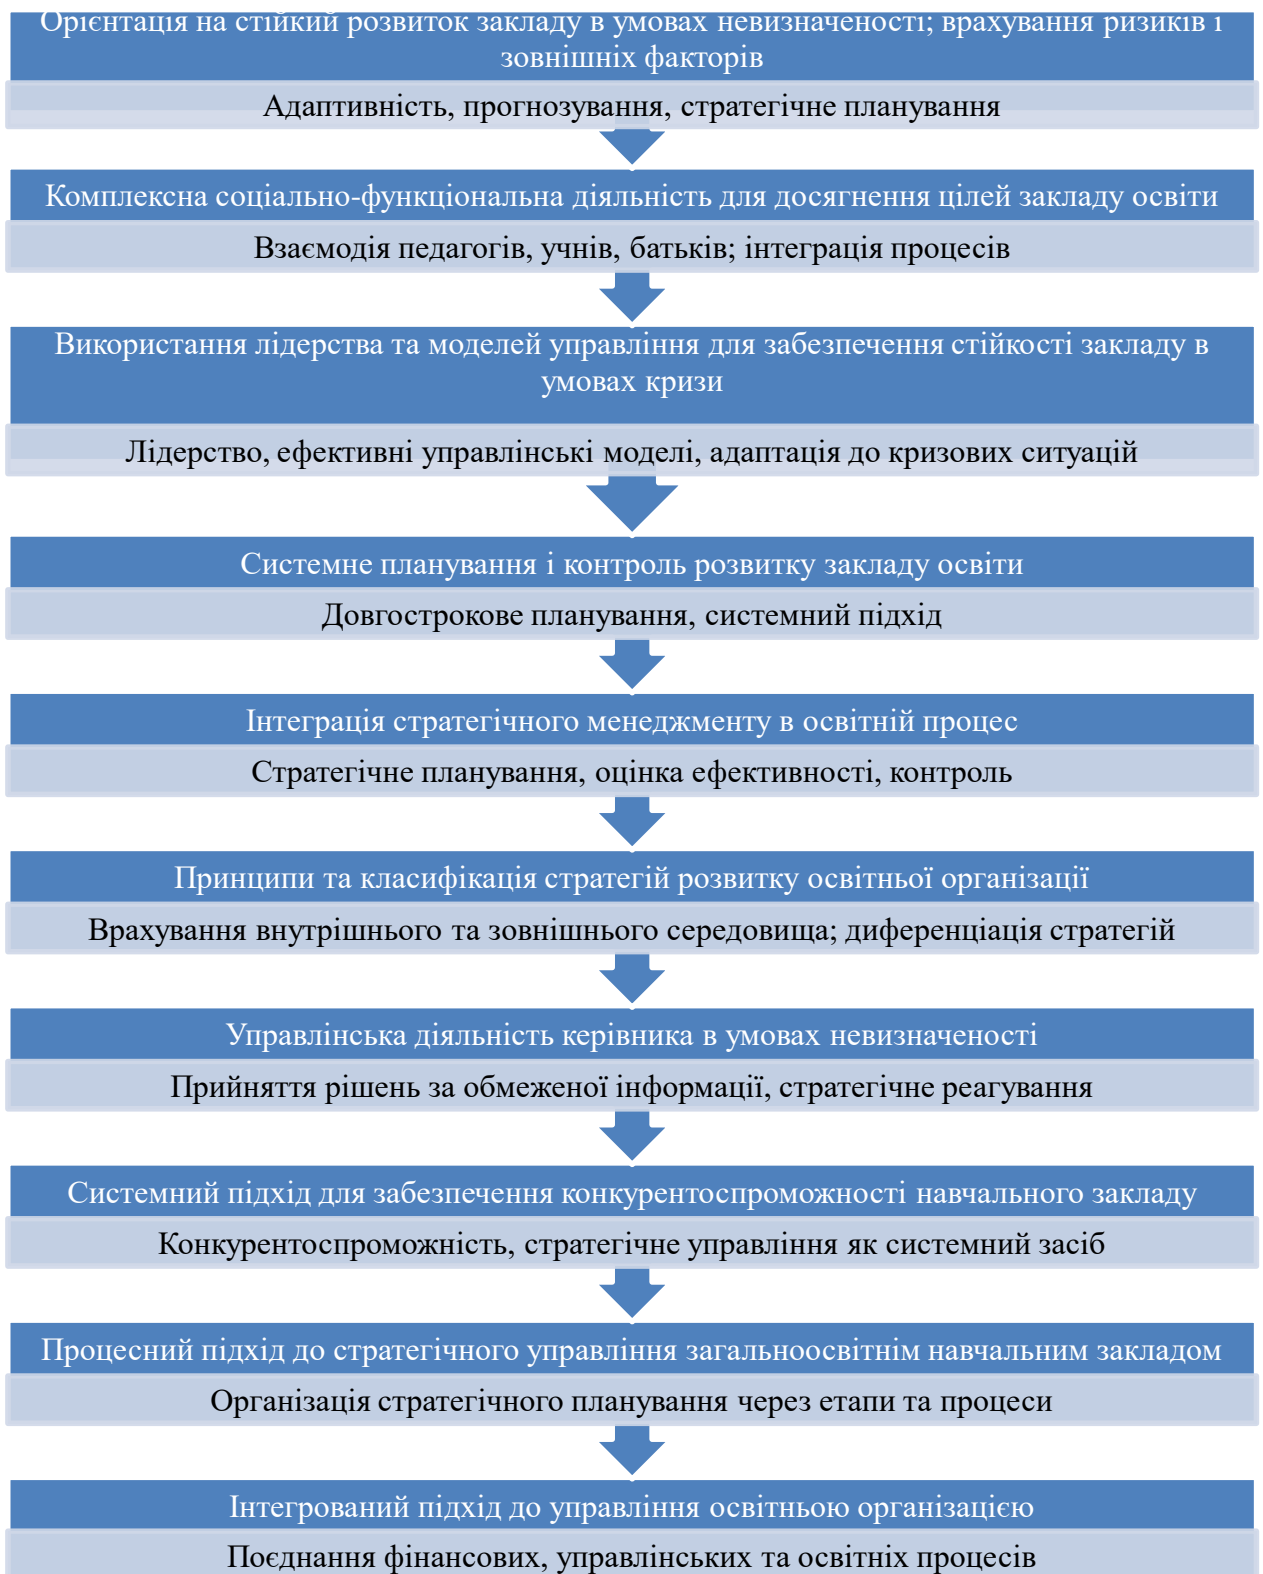 Орієнтація на стійкий розвиток закладу в умовах невизначеності; врахування ризиків і
зовнішніх факторів
Адаптивність, прогнозування, стратегічне планування
Комплексна соціально-функціональна діяльність для досягнення цілей закладу освіти
Взаємодія педагогів, учнів, батьків; інтеграція процесів
Використання лідерства та моделей управління для забезпечення стійкості закладу в
умовах кризи
Лідерство, ефективні управлінські моделі, адаптація до кризових ситуацій
Системне планування і контроль розвитку закладу освіти
Довгострокове планування, системний підхід
Інтеграція стратегічного менеджменту в освітній процес
Стратегічне планування, оцінка ефективності, контроль
Принципи та класифікація стратегій розвитку освітньої організації
Врахування внутрішнього та зовнішнього середовища; диференціація стратегій
Управлінська діяльність керівника в умовах невизначеності
Прийняття рішень за обмеженої інформації, стратегічне реагування
Системний підхід для забезпечення конкурентоспроможності навчального закладу
Конкурентоспроможність, стратегічне управління як системний засіб
Процесний підхід до стратегічного управління загальноосвітнім навчальним закладом
Організація стратегічного планування через етапи та процеси
Інтегрований підхід до управління освітньою організацією
Поєднання фінансових, управлінських та освітніх процесів